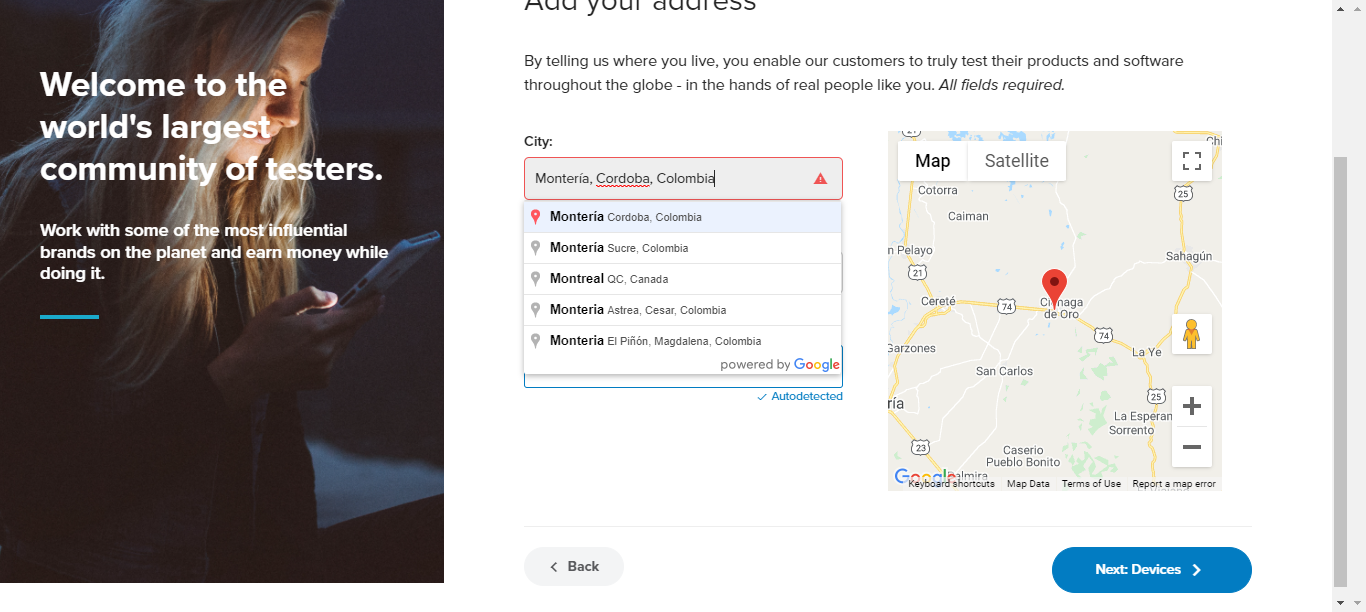 Add your address
Welcome to the
world's largest
community of testers.
Work with some of the most influential
brands on the planet and earn money while
doing it.
By telling us where you live, you enable our customers to truly test their products and software
throughout the globe - in the hands of real people like you. All fields required.
City:
Montería, Cordoba, Colombia
Montería Cordoba, Colombia
Montería Sucre, Colombia
Montreal QC, Canada
Monteria Astrea, Cesar, Colombia
Monteria El Piñón, Magdalena, Colombia
powered by Google
Autodetected
Map
Satellite
21
Chi
Cotorra
25
Caiman
n Pelayo
Sahagún
21
Cereté
74
Ciénaga
de Oro
74
Garzones
La Ye
San Carlos
25
ría
La Esperan
Sorrento
23
Caserio
Pueblo Bonito
Google
Palmira
Keyboard shortcuts
Map Data
Terms of Use
Report a map error
Back
Next: Devices